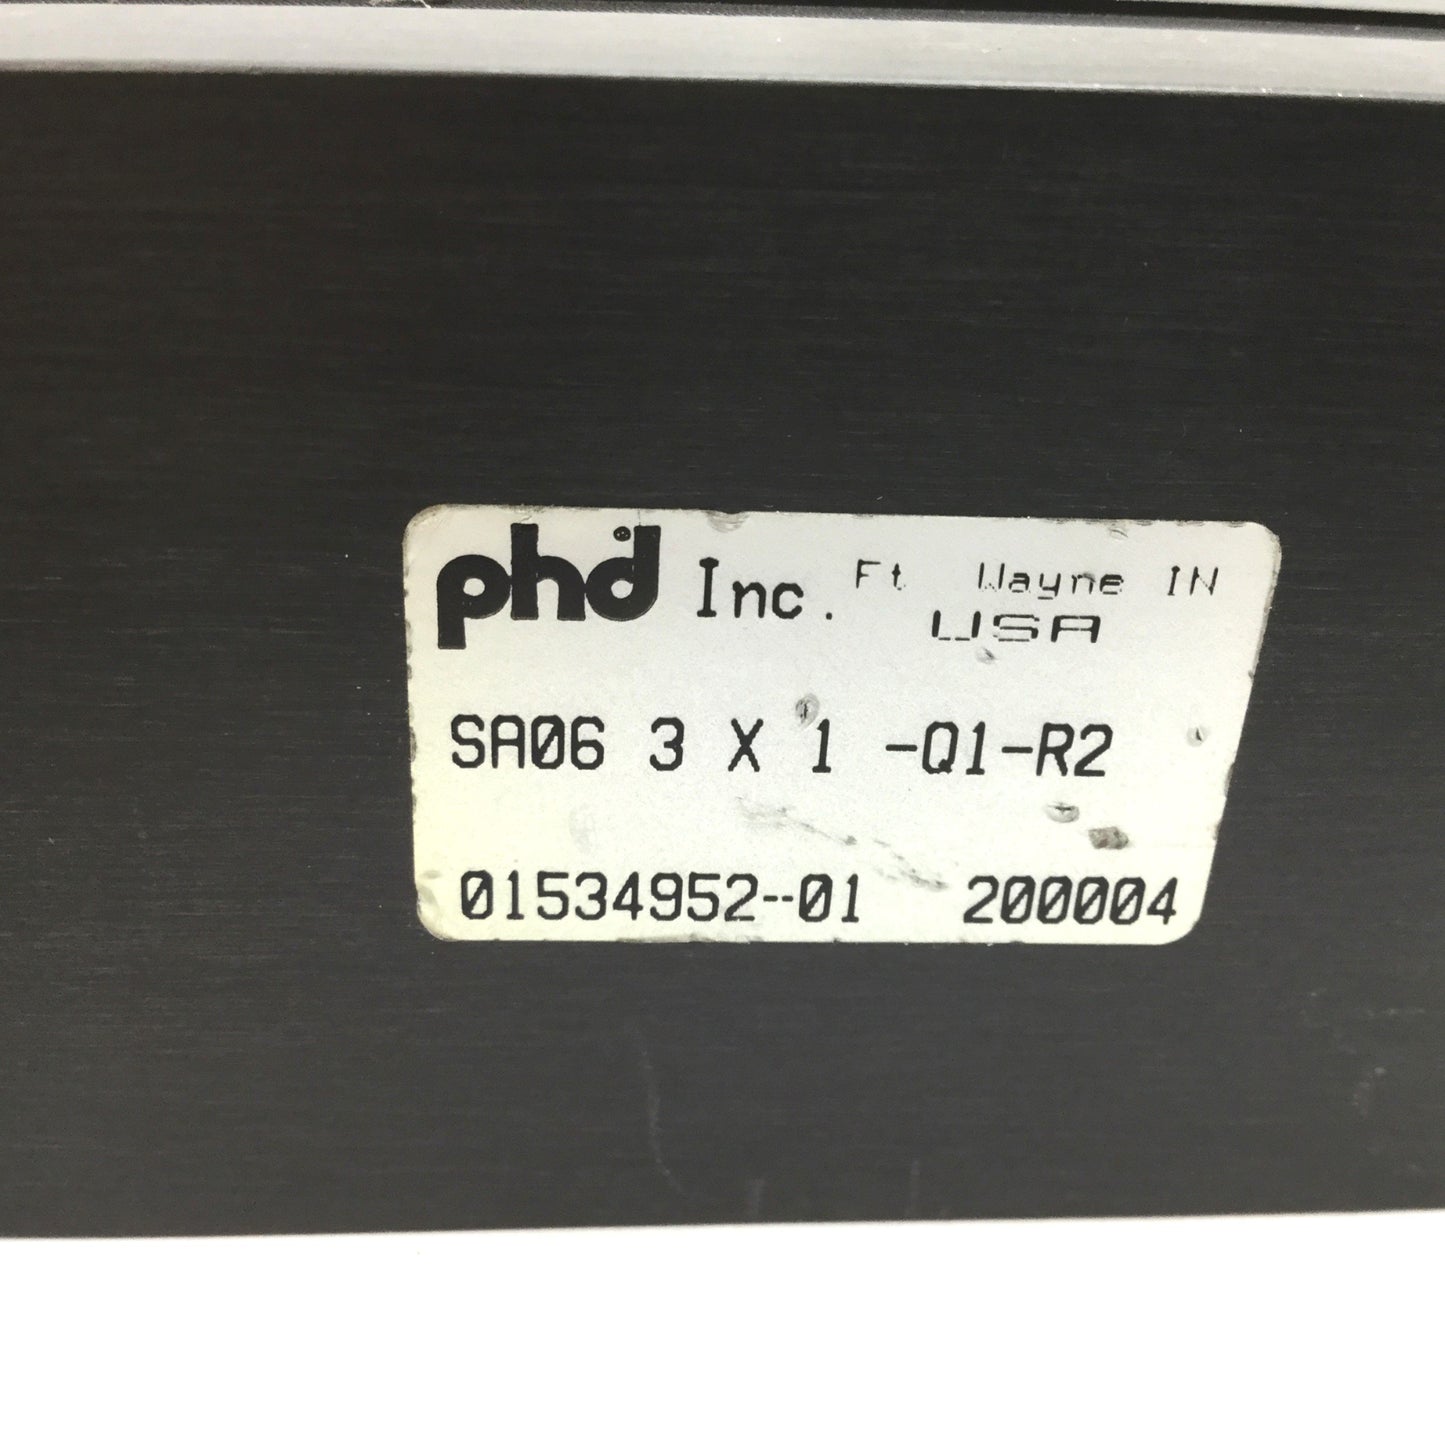 phd Inc. Ft Wayne IN
USA
SA06 3 X 1 -Q1-R2
01534952--01 200004